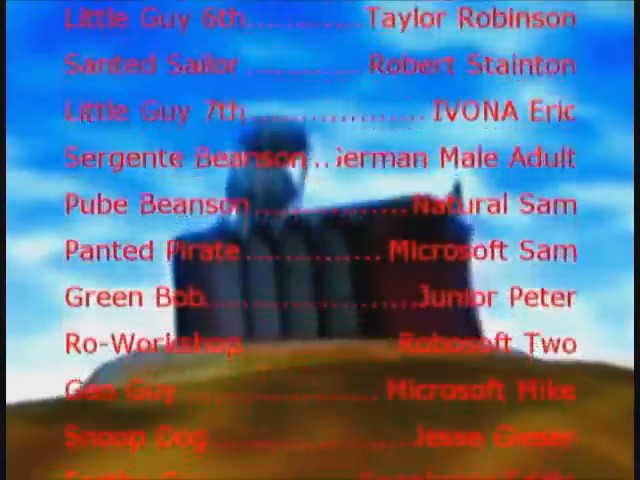 Little Guy 6th............Taylor Robinson
Santed Sailor............Robert Stainton
Little Guy 7th.................IVONA Eric
Sergente Beanson..German Male Adult
Pube Beanson...............Natural Sam
Panted Pirate.............Microsoft Sam
Green Bob.....................Junior Peter
Ro-Workshop Robosoft Two
Geo Guy...................Microsoft Mike
Snoop Dog....................Jesse Gieser